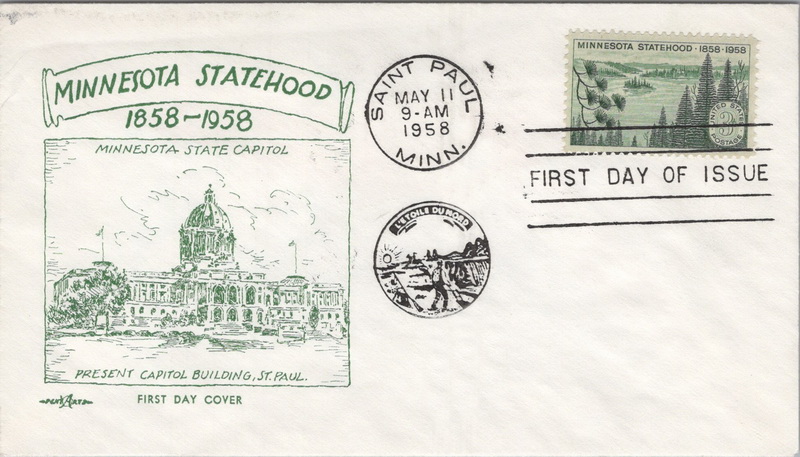 MINNESOTA STATEHOOD
1858-1958
MINNESOTA STATE CAPITOL
PRESENT CAPITOL BUILDING, ST. PAUL.
FIRST DAY COVER
SAINT PAUL
MAY 11
9-AM
1958
MINN.
L'ETOILE DU NORD
MINNESOTA STATEHOOD · 1858-1958
UNITED STATES
3¢
POSTAGE
FIRST DAY OF ISSUE